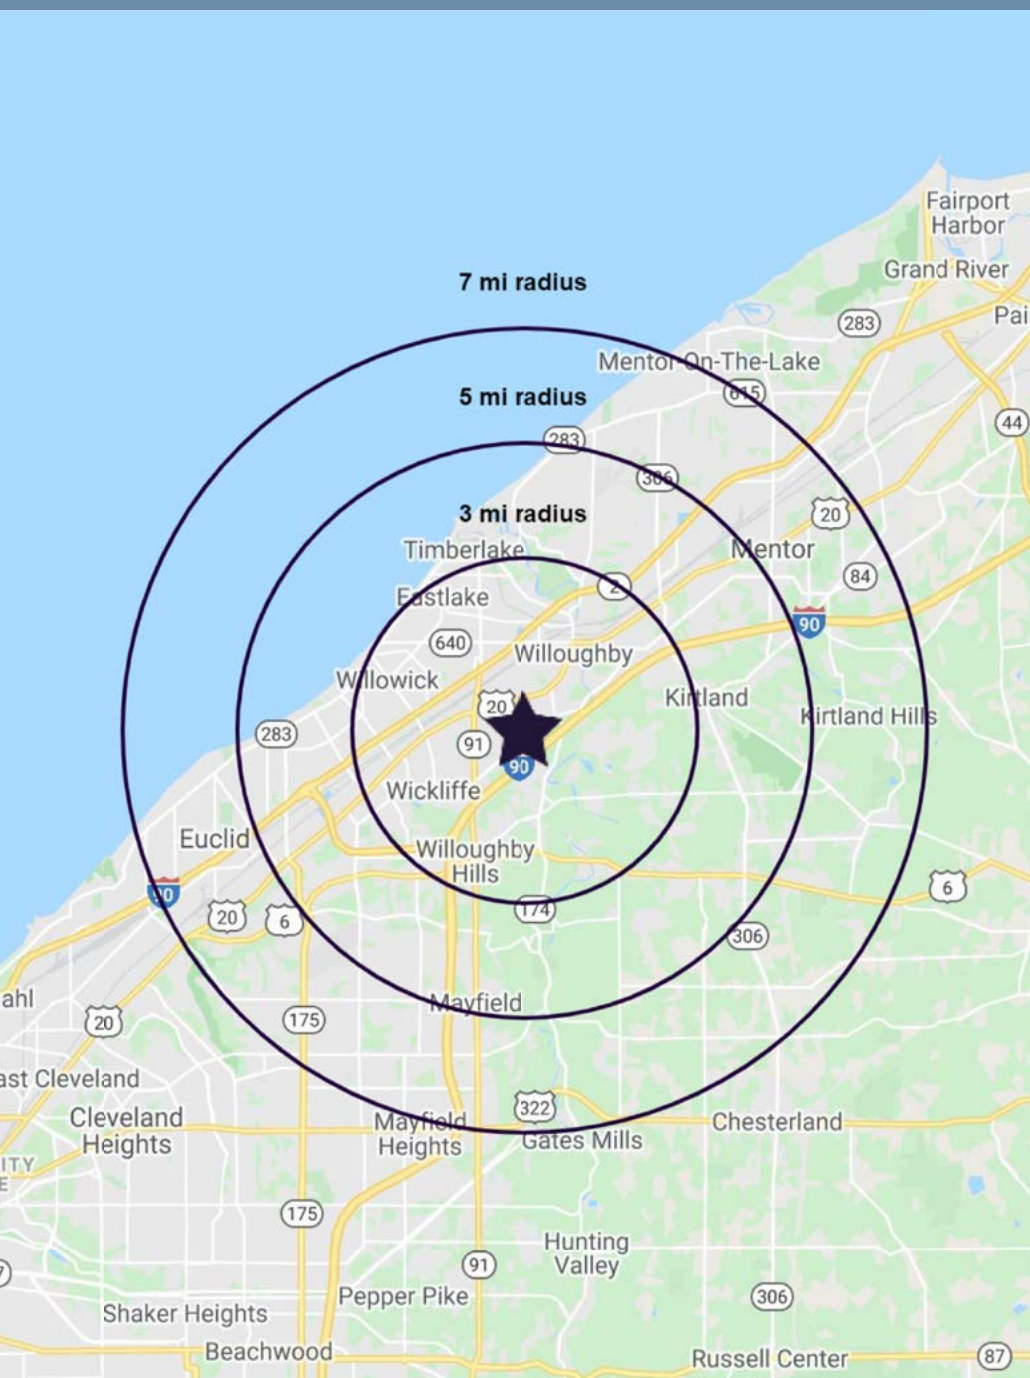 Fairport
Harbor
Grand River
7 mi radius
Pai
283
Mentor-On-The-Lake
615
5 mi radius
44
283
306
3 mi radius
20
Timberlake
Mentor
84
2
Eastlake
90
640
Willoughby
Willowick
Kirtland
20
Kirtland Hills
283
91
90
Wickliffe
Euclid
Willoughby
Hills
90
6
20
6
174
306
ahl
Mayfield
20
175
ast Cleveland
322
Cleveland
Heights
Mayfield
Heights
Chesterland
Gates Mills
ITY
E
175
Hunting
Valley
91
Pepper Pike
306
Shaker Heights
Beachwood
Russell Center
87